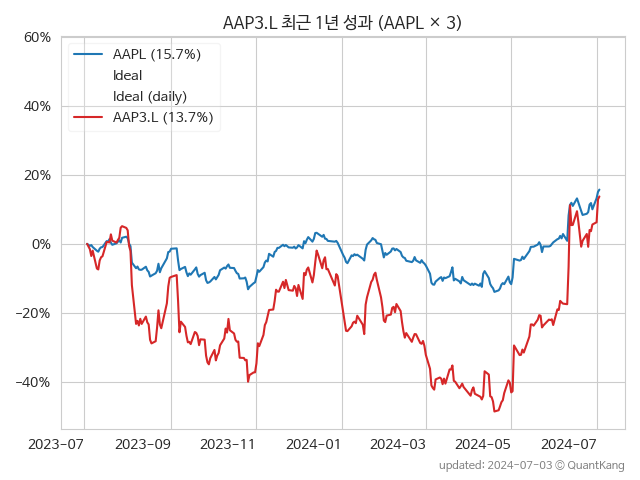 AAP3.L 최근 1년 성과 (AAPL × 3)
60%
40%
20%
0%
−20%
−40%
AAPL (15.7%)
Ideal
Ideal (daily)
AAP3.L (13.7%)
2023-07 2023-09 2023-11 2024-01 2024-03 2024-05 2024-07
updated: 2024-07-03 © QuantKang